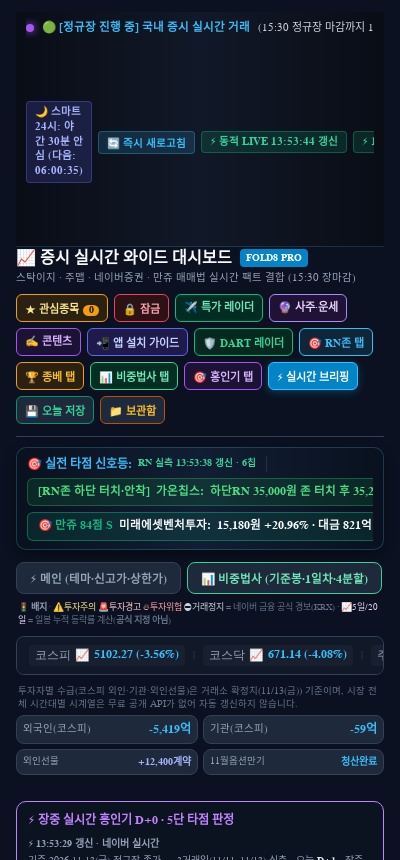 🟢 [정규장 진행 중] 국내 증시 실시간 거래 (15:30 정규장 마감까지 1
🌙 스마트
24시: 야
간 30분 안
심 (다음:
06:00:35)
🔄 즉시 새로고침
⚡ 동적 LIVE 13:53:44 갱신
📈 증시 실시간 와이드 대시보드 FOLD8 PRO
스탁이지 · 주맵 · 네이버증권 · 만쥬 매매법 실시간 팩트 결합 (15:30 장마감)
★ 관심종목 0
🔒 잠금
✈️ 특가 레이더
🔮 사주·운세
✍️ 콘텐츠
📲 앱 설치 가이드
🛡️ DART 레이더
🎯 RN존 탭
🏆 종베 탭
📊 비중법사 탭
🎯 홍인기 탭
⚡ 실시간 브리핑
💾 오늘 저장
📁 보관함
🎯 실전 타점 신호등: RN 실측 13:53:38 갱신 · 6칩
[RN존 하단 터치·안착] 가온칩스: 하단RN 35,000원 존 터치 후 35,2
🎯 만쥬 84점 S 미래에셋벤처투자: 15,180원 +20.96% · 대금 821억
⚡ 메인 (테마·신고가·상한가)
📊 비중법사 (기준봉·1일차·4분할)
🚦 배지 · ⚠️투자주의 🚨투자경고 ⊘투자위험 ⛔거래정지 = 네이버 금융 공식 경보(KRX) · 📈5일/20
일 = 일봉 누적 등락률 계산(공식 지정 아님)
코스피 📈 5102.27 (-3.56%) | 코스닥 📈 671.14 (-4.08%) |
투자자별 수급(코스피 외인·기관·외인선물)은 거래소 확정치(11/13(금)) 기준이며, 시장 전
체 시간대별 시계열은 무료 공개 API가 없어 자동 갱신하지 않습니다.
외국인(코스피) -5,419억
기관(코스피) -59억
외인선물 +12,400계약
11월옵션만기 청산완료
⚡ 장중 실시간 홍인기 D+0 · 5단 타점 판정
⚡ 13:53:29 갱신 · 네이버 실시간